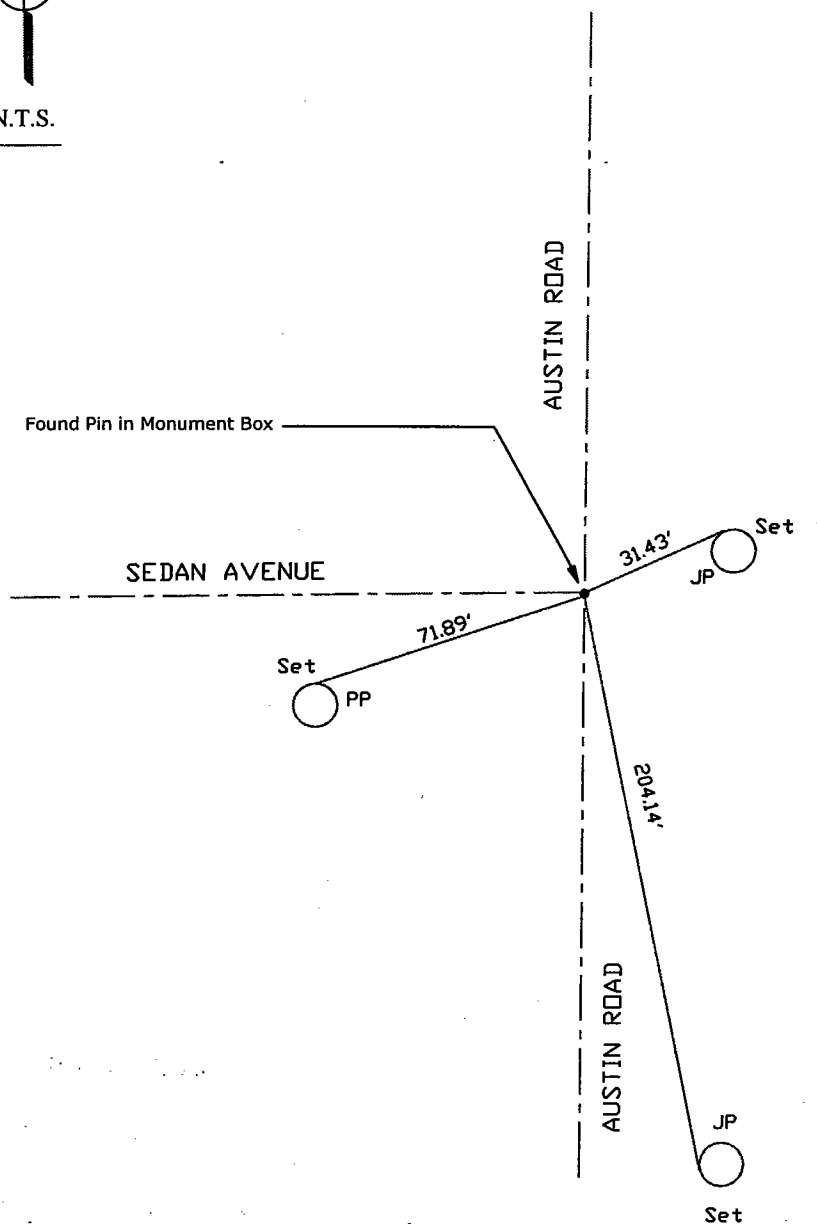 N.T.S.
AUSTIN ROAD
Found Pin in Monument Box
Set
31.43'
JP
SEDAN AVENUE
71.89'
Set
PP
204.14'
AUSTIN ROAD
JP
Set